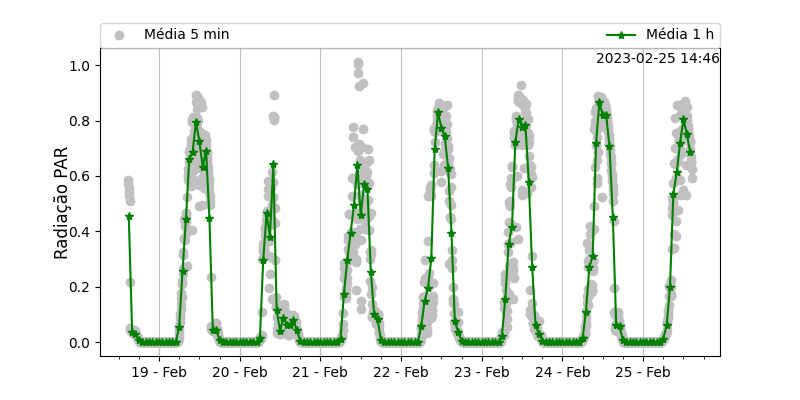 Média 5 min
Média 1 h
2023-02-25 14:46
Radiação PAR
1.0
0.8
0.6
0.4
0.2
0.0
19 - Feb
20 - Feb
21 - Feb
22 - Feb
23 - Feb
24 - Feb
25 - Feb